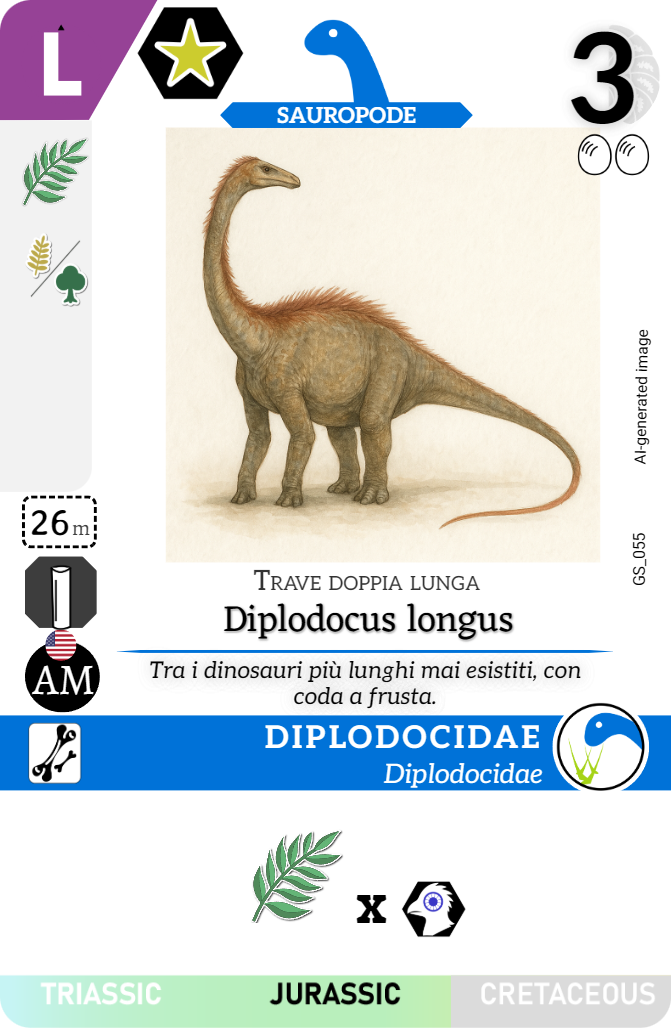 L
3
SAUROPODE
AI-generated image
GS_055
26 m
AM
Trave doppia lunga
Diplodocus longus
Tra i dinosauri più lunghi mai esistiti, con
coda a frusta.
DIPLODOCIDAE
Diplodocidae
x
TRIASSIC JURASSIC CRETACEOUS